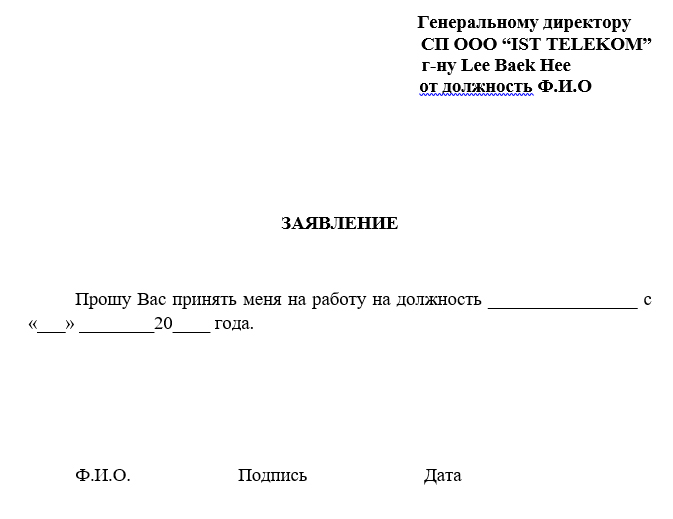 Генеральному директору
СП ООО “IST TELEKOM”
г-ну Lee Baek Hee
от должность Ф.И.О
ЗАЯВЛЕНИЕ
Прошу Вас принять меня на работу на должность ________________ с
«___» ________20____ года.
Ф.И.О. Подпись Дата